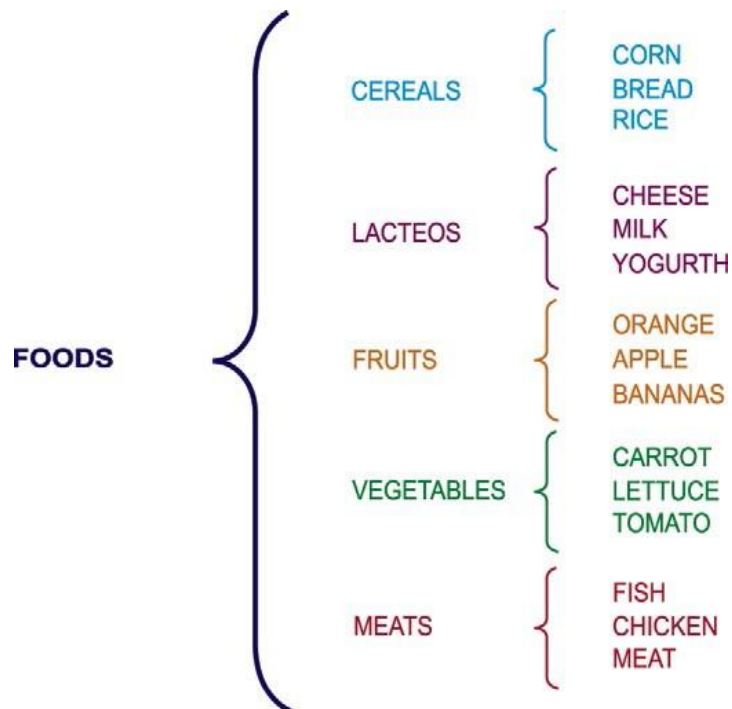 FOODS
CEREALS
CORN
BREAD
RICE
LACTEOS
CHEESE
MILK
YOGURTH
FRUITS
ORANGE
APPLE
BANANAS
VEGETABLES
CARROT
LETTUCE
TOMATO
MEATS
FISH
CHICKEN
MEAT